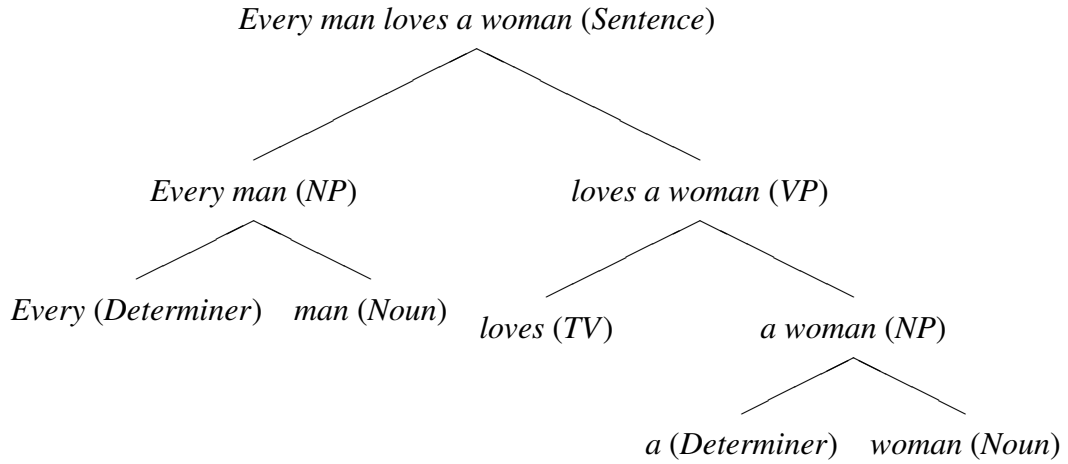 Every man loves a woman (Sentence)
Every man (NP) loves a woman (VP)
Every (Determiner) man (Noun)
loves (TV) a woman (NP)
a (Determiner) woman (Noun)